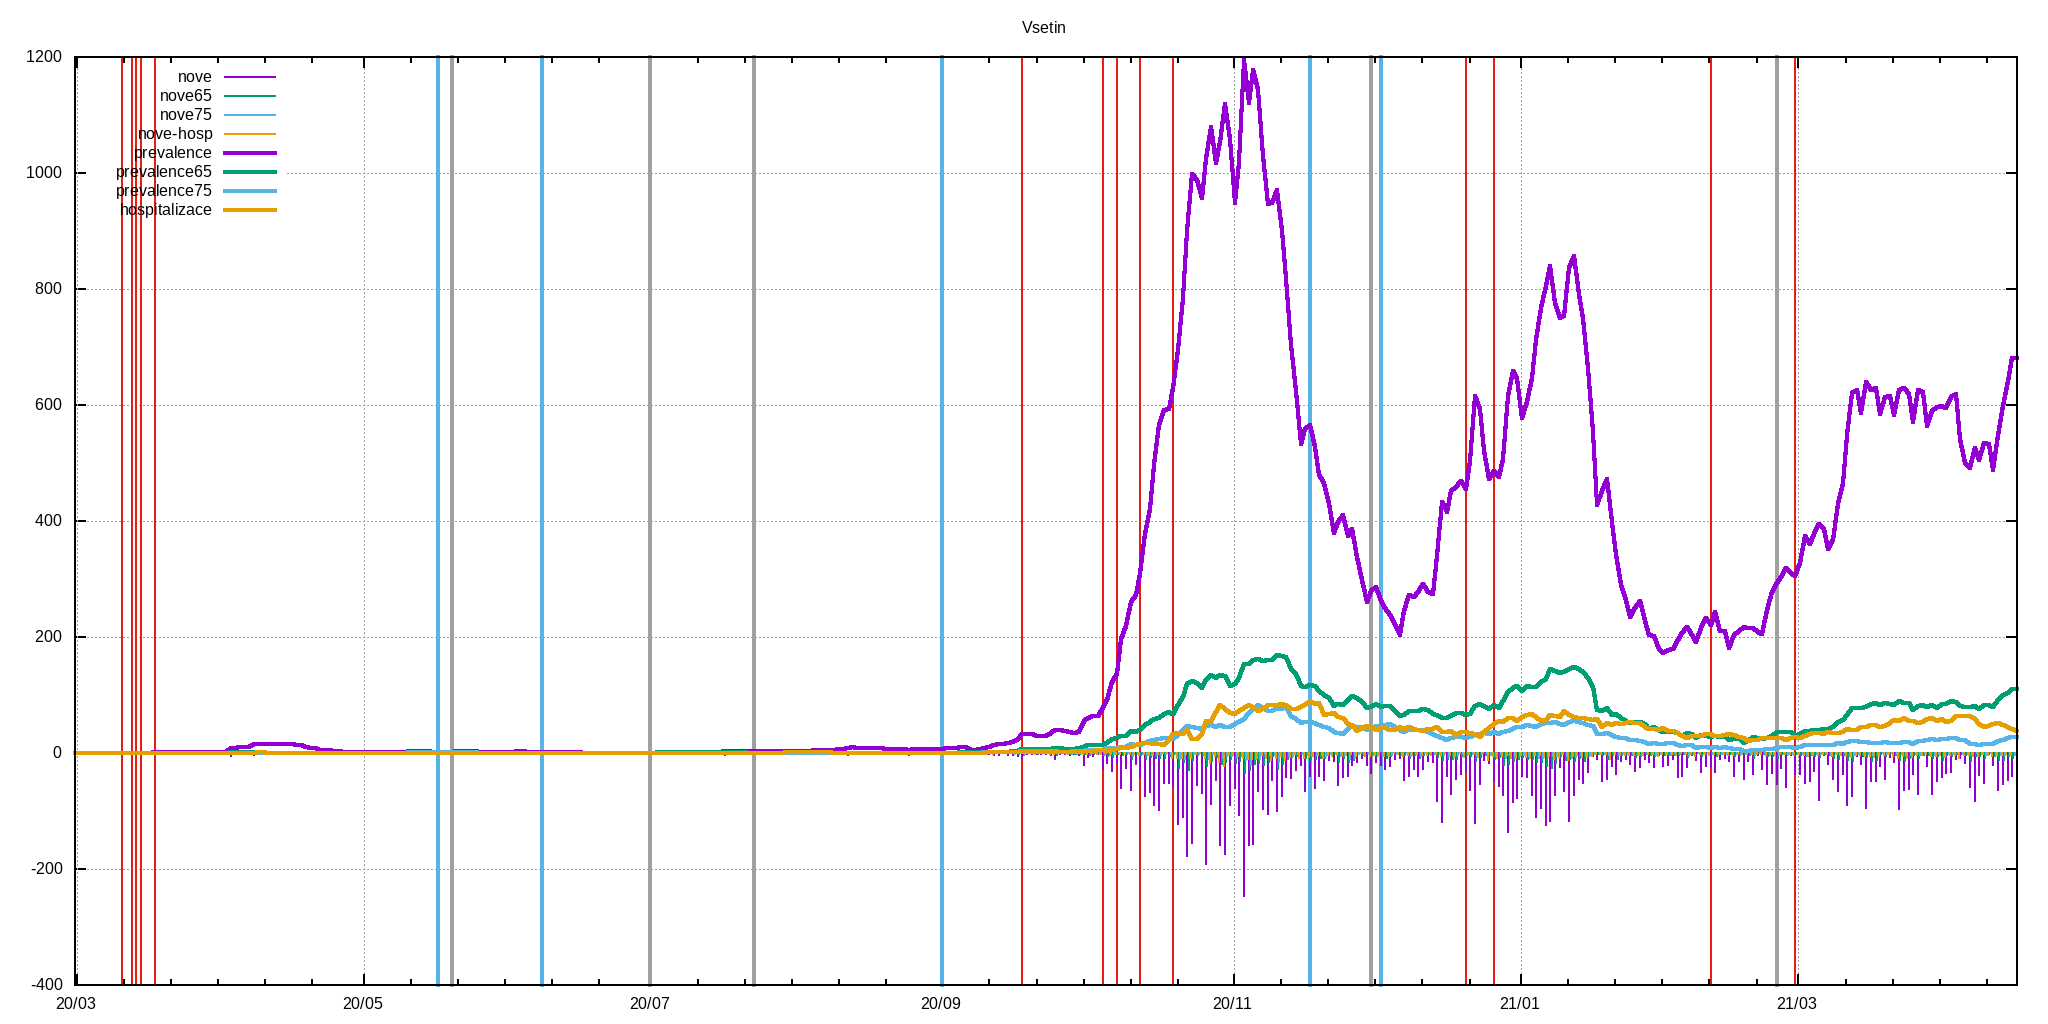 Vsetin
1200
1000
800
600
400
200
0
-200
-400
nove
nove65
nove75
nove-hosp
prevalence
prevalence65
prevalence75
hospitalizace
20/03 20/05 20/07 20/09 20/11 21/01 21/03